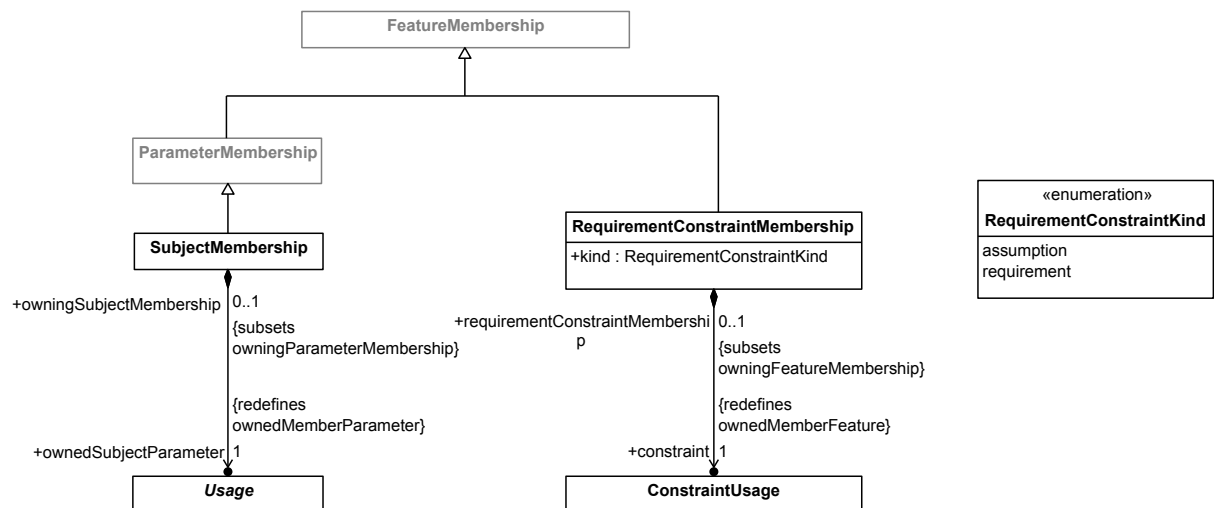 FeatureMembership
ParameterMembership
SubjectMembership
RequirementConstraintMembership
+kind : RequirementConstraintKind
«enumeration»
RequirementConstraintKind
assumption
requirement
+owningSubjectMembership
0..1
{subsets
owningParameterMembership}
{redefines
ownedMemberParameter}
+ownedSubjectParameter
1
Usage
+requirementConstraintMembershi
p
0..1
{subsets
owningFeatureMembership}
{redefines
ownedMemberFeature}
+constraint
1
ConstraintUsage